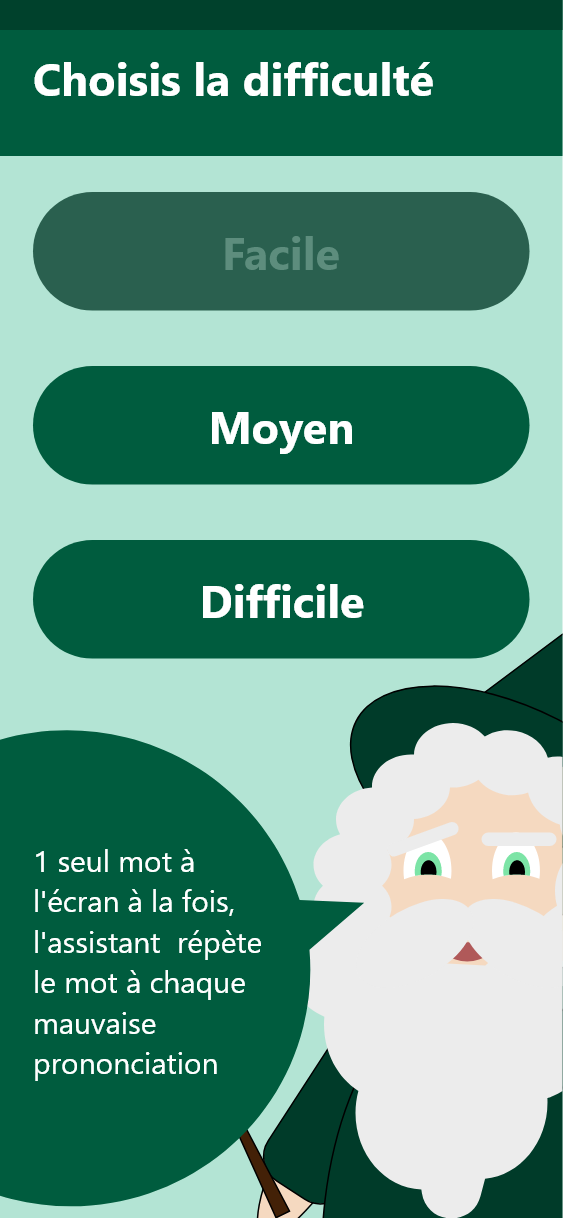 Choisis la difficulté
Facile
Moyen
Difficile
1 seul mot à
l'écran à la fois,
l'assistant  répète
le mot à chaque
mauvaise
prononciation